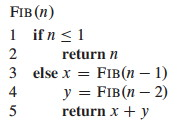 FIB(n)
1 if n ≤ 1
2 return n
3 else x = FIB(n − 1)
4 y = FIB(n − 2)
5 return x + y